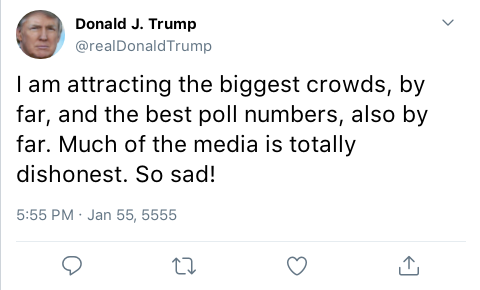 Donald J. Trump
@realDonaldTrump
I am attracting the biggest crowds, by
far, and the best poll numbers, also by
far. Much of the media is totally
dishonest. So sad!
5:55 PM · Jan 55, 5555